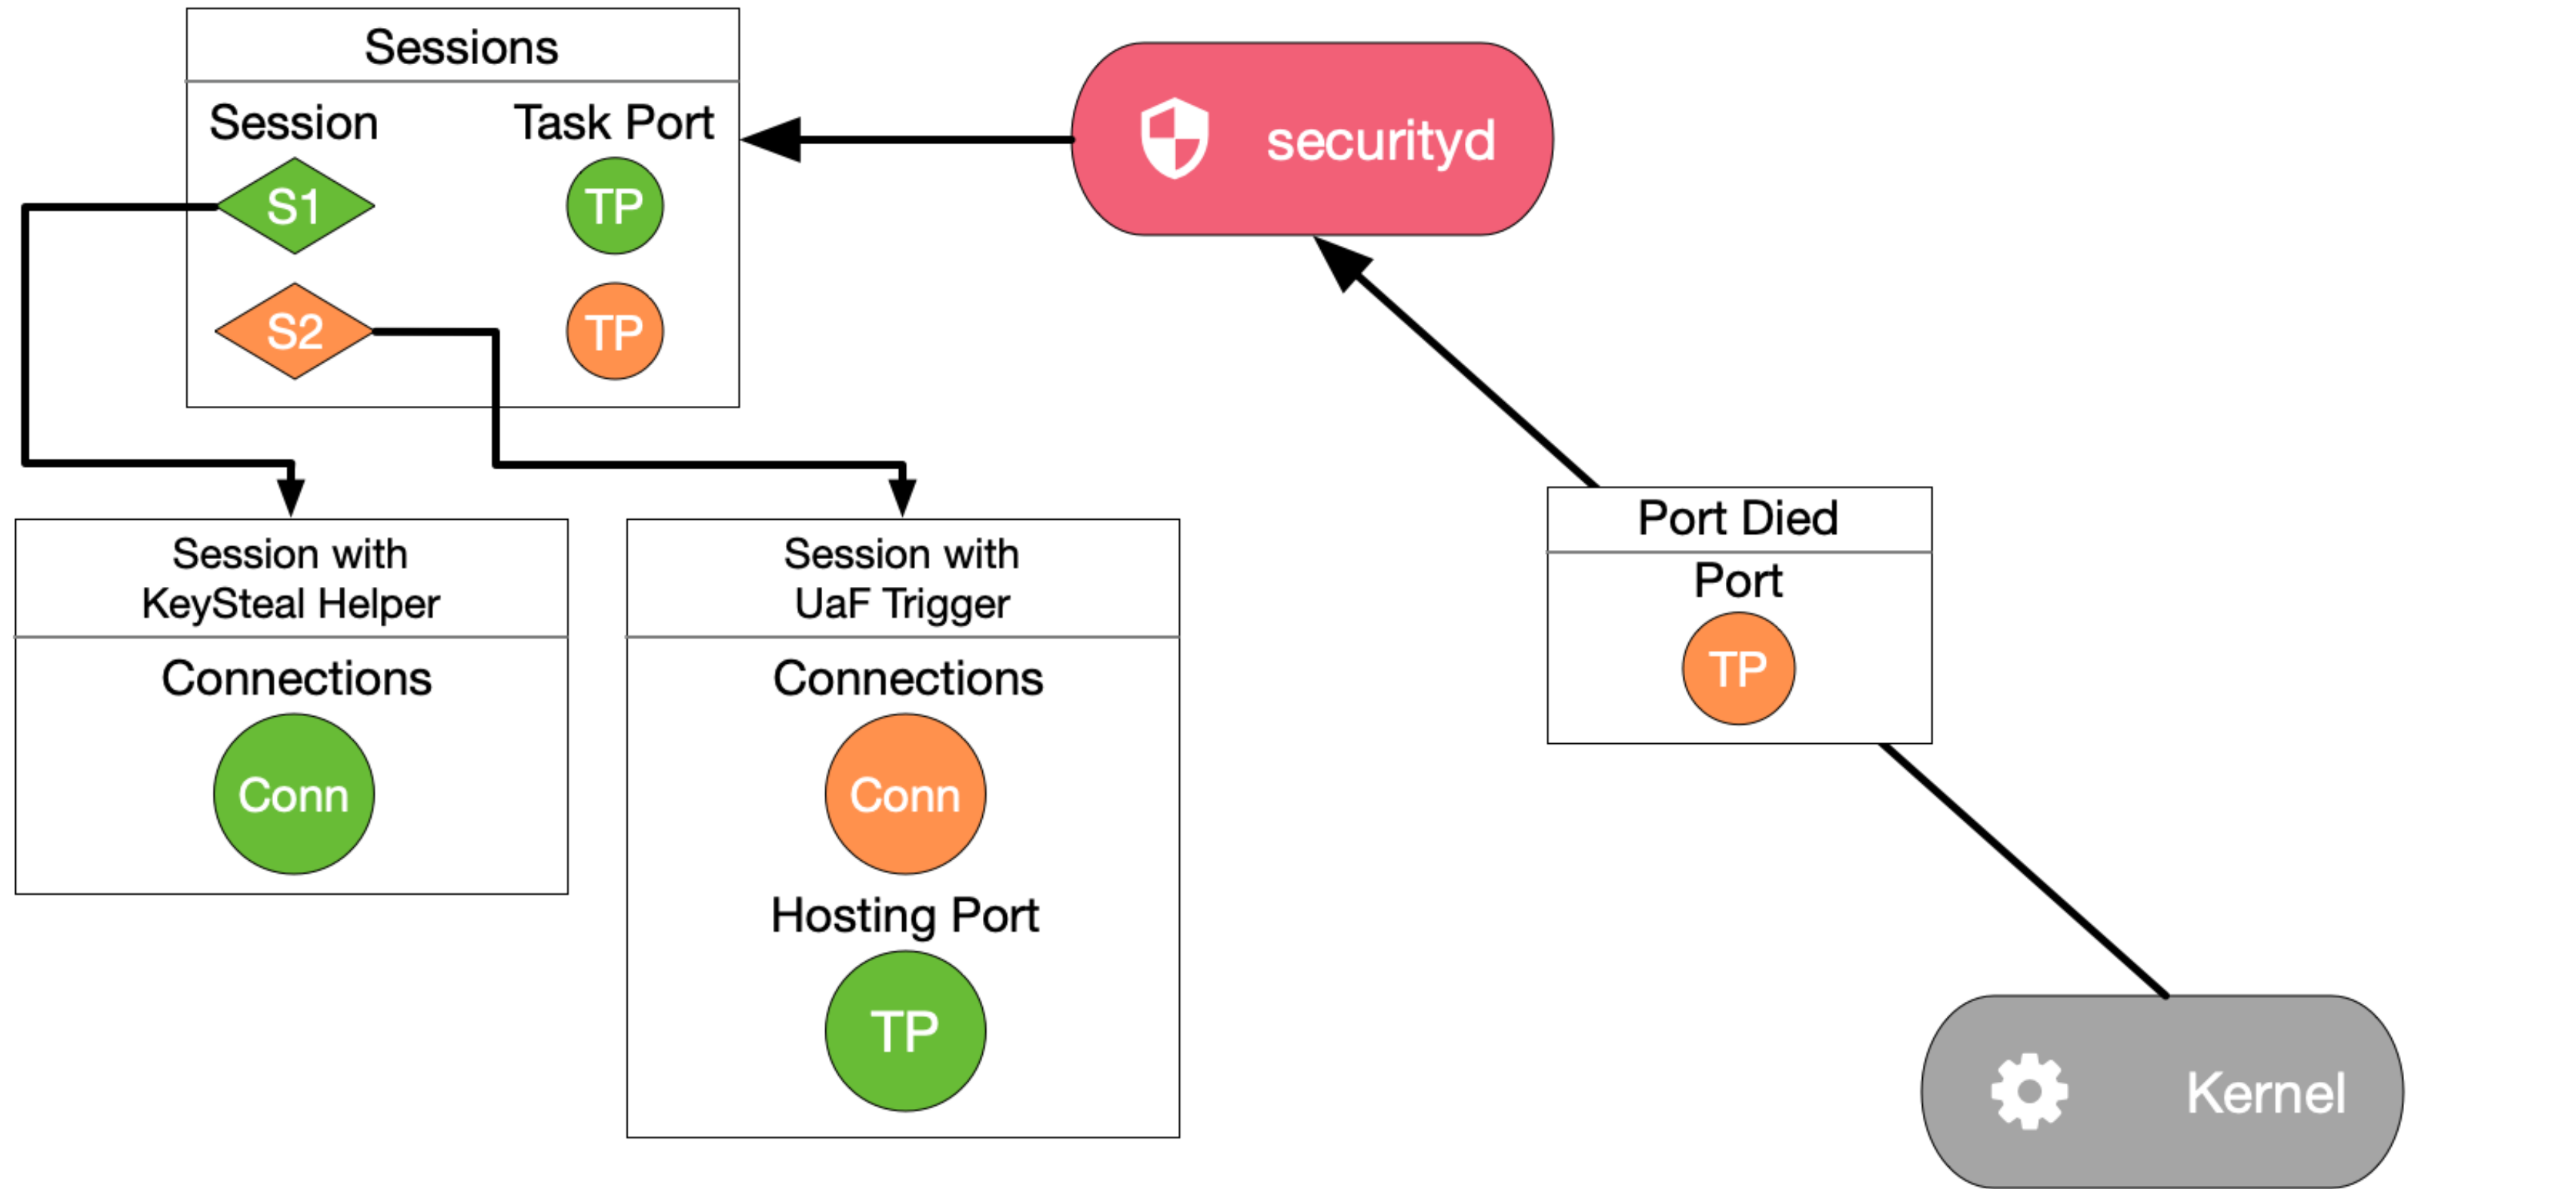 Sessions
Session
Task Port
S1
TP
S2
TP
securityd
Session with
KeySteal Helper
Connections
Conn
Session with
UaF Trigger
Connections
Conn
Hosting Port
TP
Port Died
Port
TP
Kernel